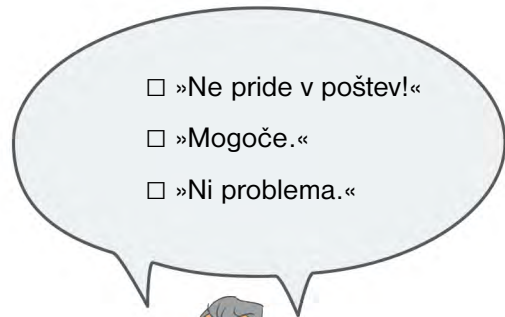 □ »Ne pride v poštev!«
□ »Mogoče.«
□ »Ni problema.«